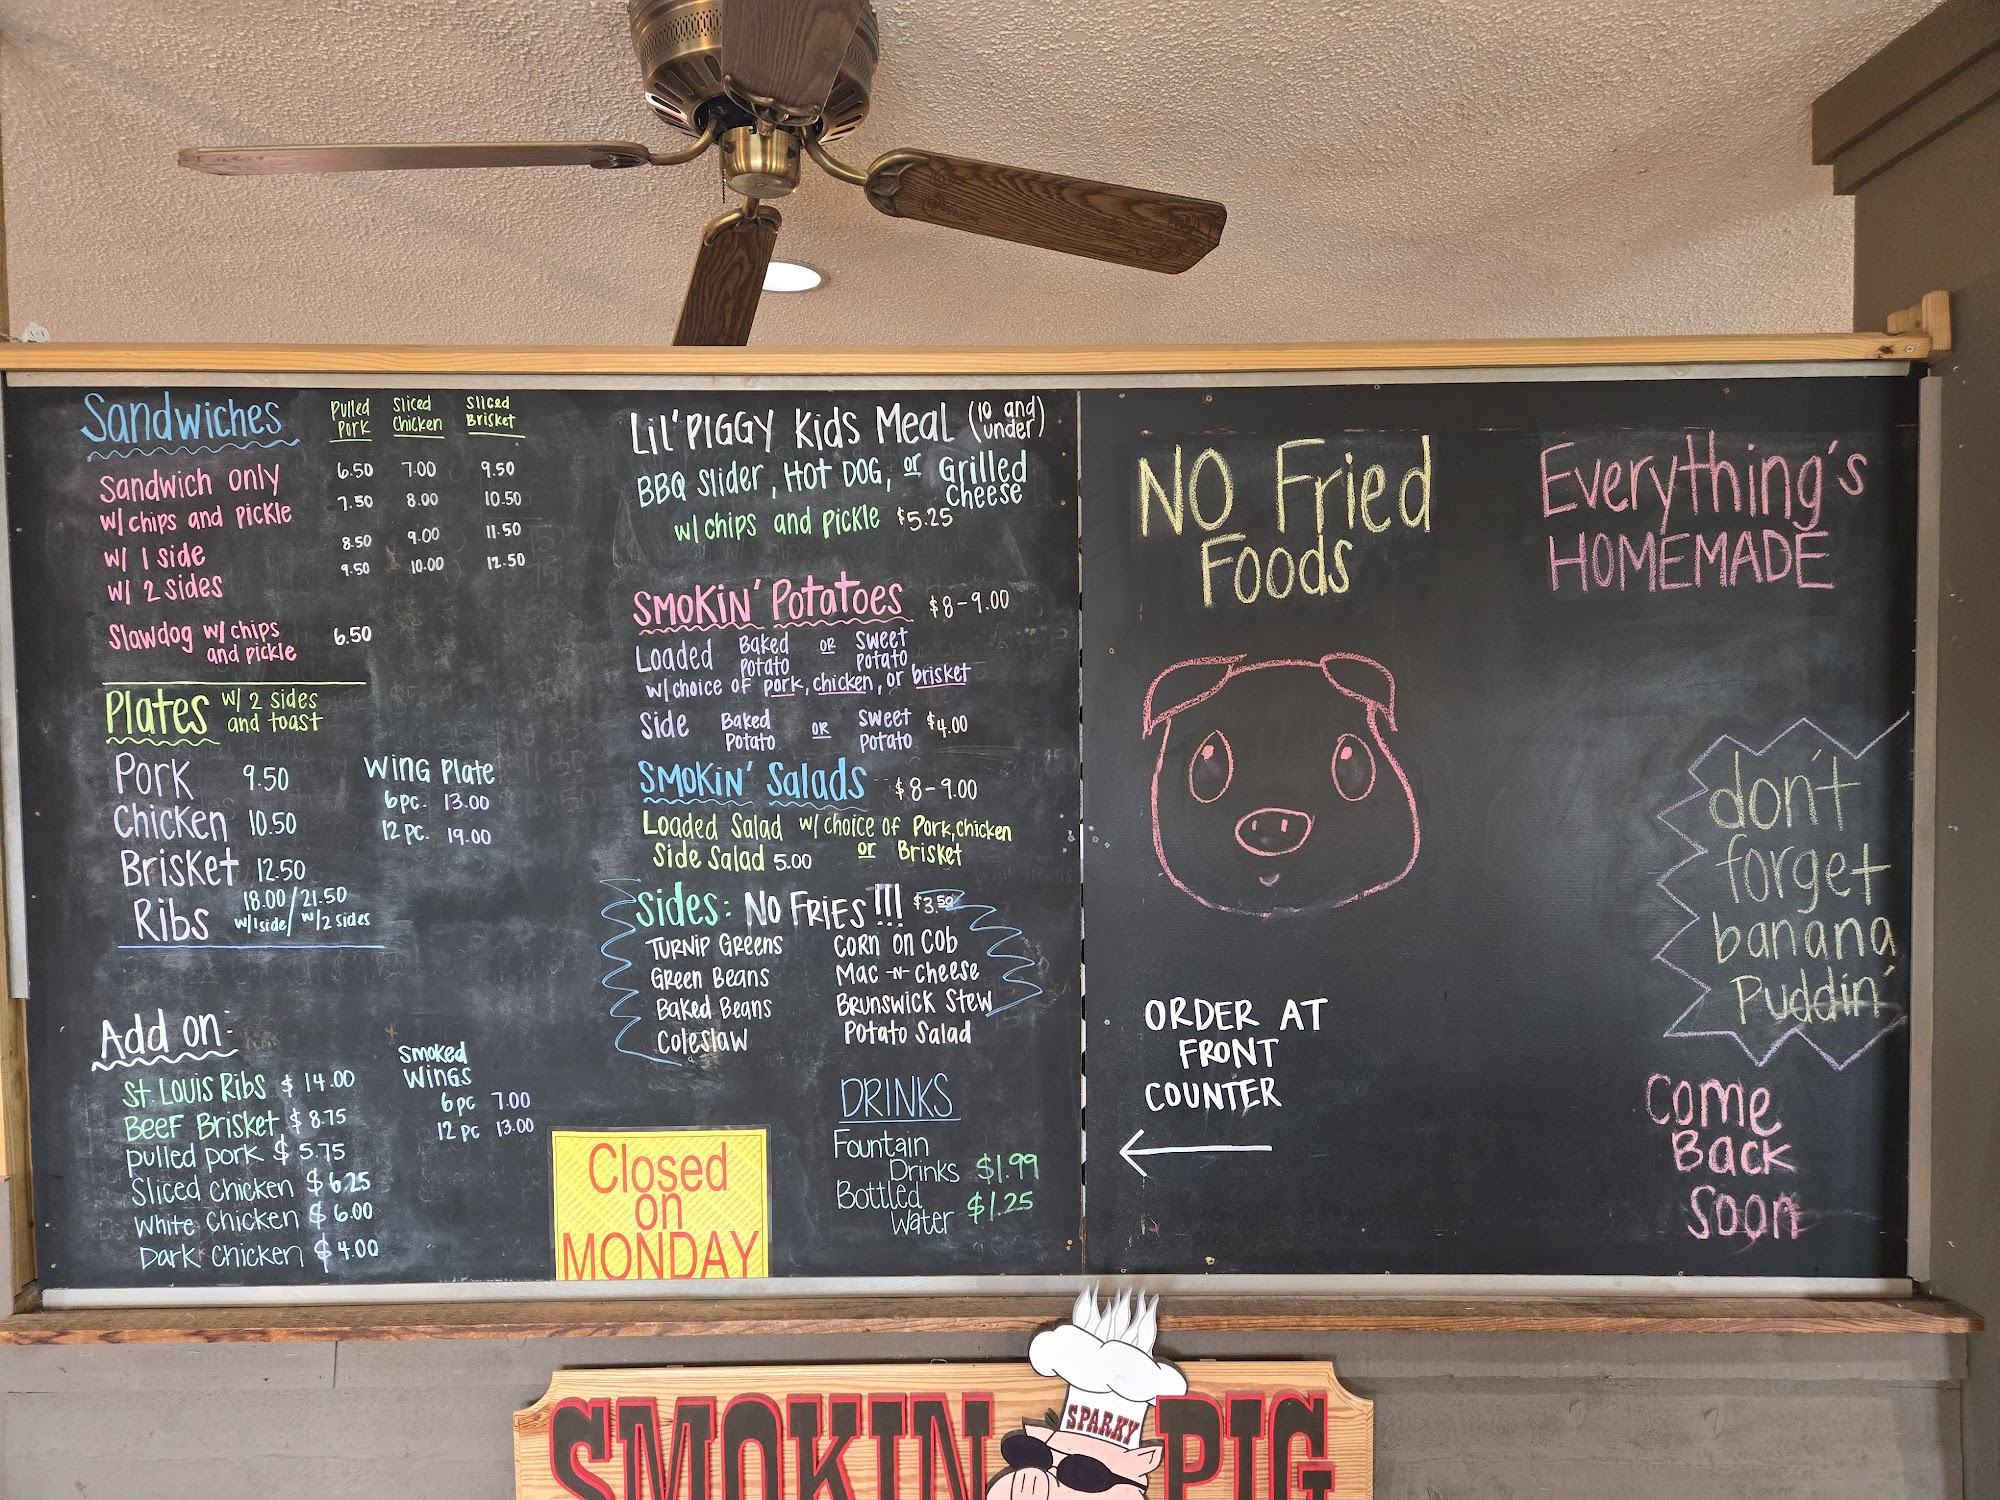 Sandwiches Pulled Pork Sliced Chicken Sliced Brisket
Sandwich only 6.50 7.00 9.50
w/ chips and pickle 7.50 8.00 10.50
w/ 1 side 8.50 9.00 11.50
w/ 2 sides 9.50 10.00 12.50
Slawdog w/ chips and pickle 6.50
Plates w/ 2 sides
and toast
Pork 9.50
Chicken 10.50
Brisket 12.50
Ribs 18.00/21.50
w/1 side/ w/2 sides
Wing Plate
6 pc. 13.00
12 pc. 19.00
Add on:
St. Louis Ribs $ 14.00
Beef Brisket $ 8.75
pulled pork $ 5.75
Sliced chicken $ 6.25
White chicken $ 6.00
Dark chicken $ 4.00
Smoked
Wings
6 pc 7.00
12 pc 13.00
Lil' Piggy Kids Meal (10 and under)
BBQ Slider, Hot Dog, or Grilled Cheese
w/ chips and pickle $5.25
Smokin' Potatoes $8-9.00
Loaded Baked Potato or Sweet potato
w/ choice of pork, chicken, or brisket
Side Baked Potato or Sweet potato $4.00
Smokin' Salads $8-9.00
Loaded Salad w/ choice of Pork, chicken
or Brisket
Side Salad 5.00
Sides: No Fries!!! $3.50
Turnip Greens Corn on Cob
Green Beans Mac -N- Cheese
Baked Beans Brunswick Stew
Coleslaw Potato Salad
DRINKS
Fountain
Drinks $1.99
Bottled
Water $1.25
Closed
on
MONDAY
NO Fried
Foods
Everything's
HOMEMADE
don't
forget
banana
Puddin'
ORDER AT
FRONT
COUNTER
Come
Back
Soon
SPARKY
SMOKIN PIG